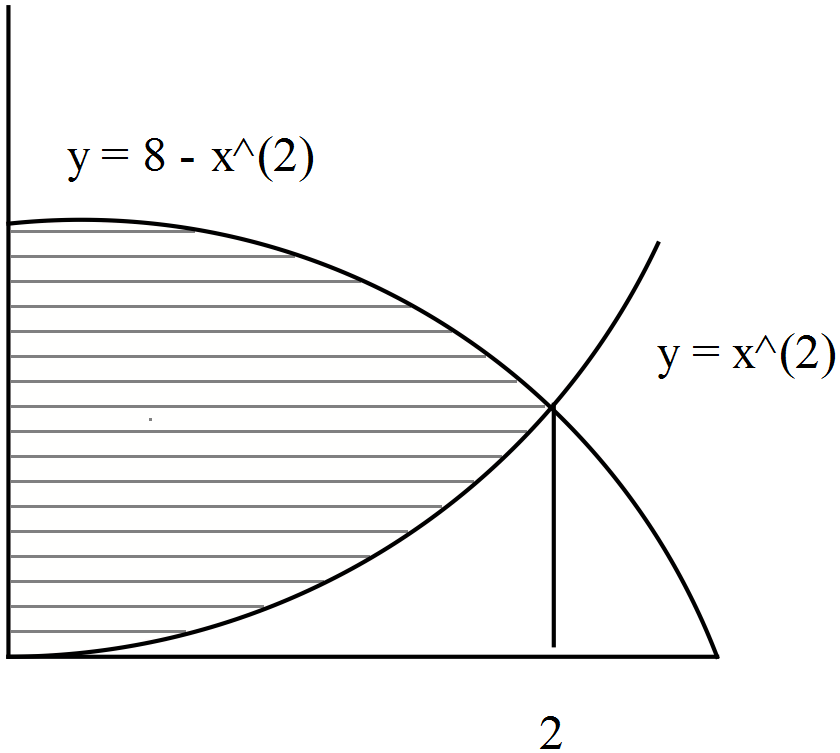 y = 8 - x^(2)
y = x^(2)
2